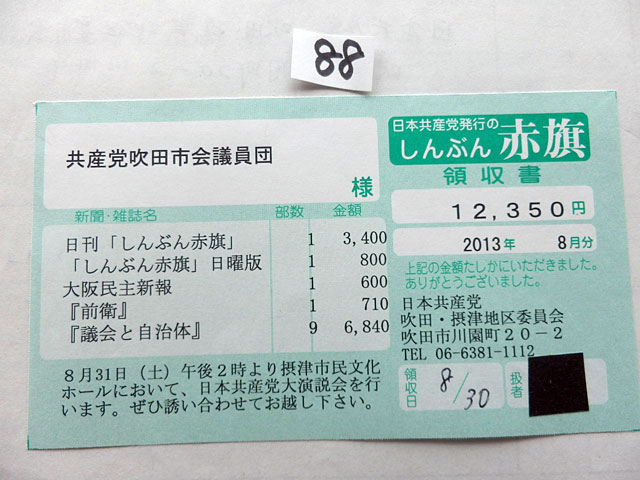 88
共産党吹田市会議員団
様
新聞・雑誌名 部数 金額
日刊「しんぶん赤旗」 1 3,400
「しんぶん赤旗」日曜版 1 800
大阪民主新報 1 600
『前衛』 1 710
『議会と自治体』 9 6,840
8月31日(土)午後2時より摂津市民文化
ホールにおいて、日本共産党大演説会を行
います。ぜひ誘い合わせてお越し下さい。
日本共産党発行の
しんぶん赤旗
領収書
12,350円
2013年 8月分
上記の金額たしかにいただきました。
ありがとうございました。
日本共産党
吹田・摂津地区委員会
吹田市川園町20-2
TEL 06-6381-1112
領収日 8/30 扱者